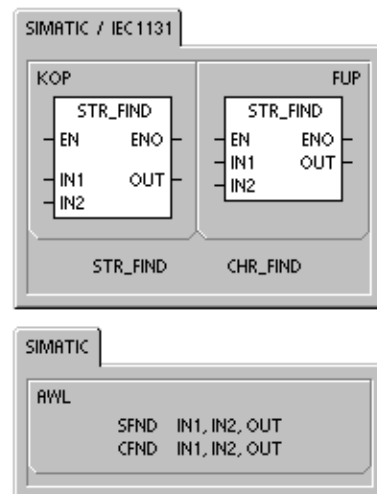 SIMATIC / IEC1131
KOP FUP
STR_FIND STR_FIND
EN ENO EN ENO
IN1 OUT IN1 OUT
IN2 IN2
STR_FIND CHR_FIND
SIMATIC
AWL
SFND IN1, IN2, OUT
CFND IN1, IN2, OUT